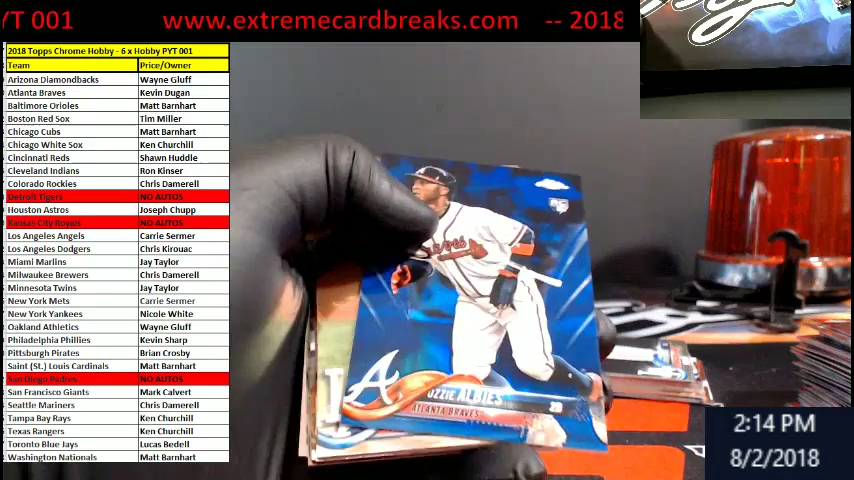 YT 001 www.extremecardbreaks.com -- 2018
2018 Topps Chrome Hobby - 6 x Hobby PYT 001
Team Price/Owner
Arizona Diamondbacks Wayne Gluff
Atlanta Braves Kevin Dugan
Baltimore Orioles Matt Barnhart
Boston Red Sox Tim Miller
Chicago Cubs Matt Barnhart
Chicago White Sox Ken Churchill
Cincinnati Reds Shawn Huddle
Cleveland Indians Ron Kinser
Colorado Rockies Chris Damerell
Detroit Tigers NO AUTOS
Houston Astros Joseph Chupp
Kansas City Royals NO AUTOS
Los Angeles Angels Carrie Sermer
Los Angeles Dodgers Chris Kirouac
Miami Marlins Jay Taylor
Milwaukee Brewers Chris Damerell
Minnesota Twins Jay Taylor
New York Mets Carrie Sermer
New York Yankees Nicole White
Oakland Athletics Wayne Gluff
Philadelphia Phillies Kevin Sharp
Pittsburgh Pirates Brian Crosby
Saint (St.) Louis Cardinals Matt Barnhart
San Diego Padres NO AUTOS
San Francisco Giants Mark Calvert
Seattle Mariners Chris Damerell
Tampa Bay Rays Ken Churchill
Texas Rangers Ken Churchill
Toronto Blue Jays Lucas Bedell
Washington Nationals Matt Barnhart
Braves
A
OZZIE ALBIES 2B
ATLANTA BRAVES
2:14 PM
8/2/2018